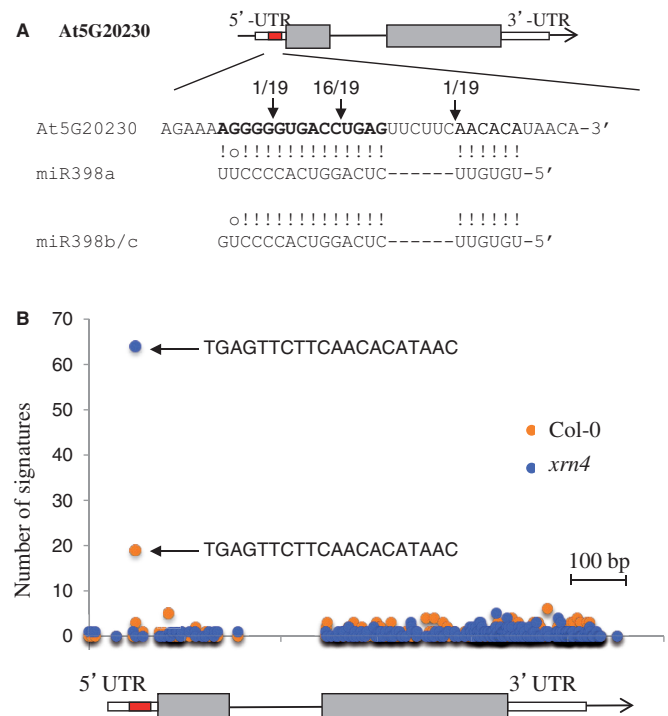 A At5G20230 5'-UTR 3'-UTR
1/19 16/19 1/19
At5G20230 AGAAAAGGGGGUGACCUGAGUUCUUCAACACAUAACA-3'
!o!!!!!!!!!!!!! !!!!!!
miR398a UUCCCCACUGGACUC------UUGUGU-5'
o!!!!!!!!!!!!! !!!!!!
miR398b/c GUCCCCACUGGACUC------UUGUGU-5'
B
Number of signatures
70
60
50
40
30
20
10
0
TGAGTTCTTCAACACATAAC
Col-0
xrn4
TGAGTTCTTCAACACATAAC
100 bp
5' UTR 3' UTR